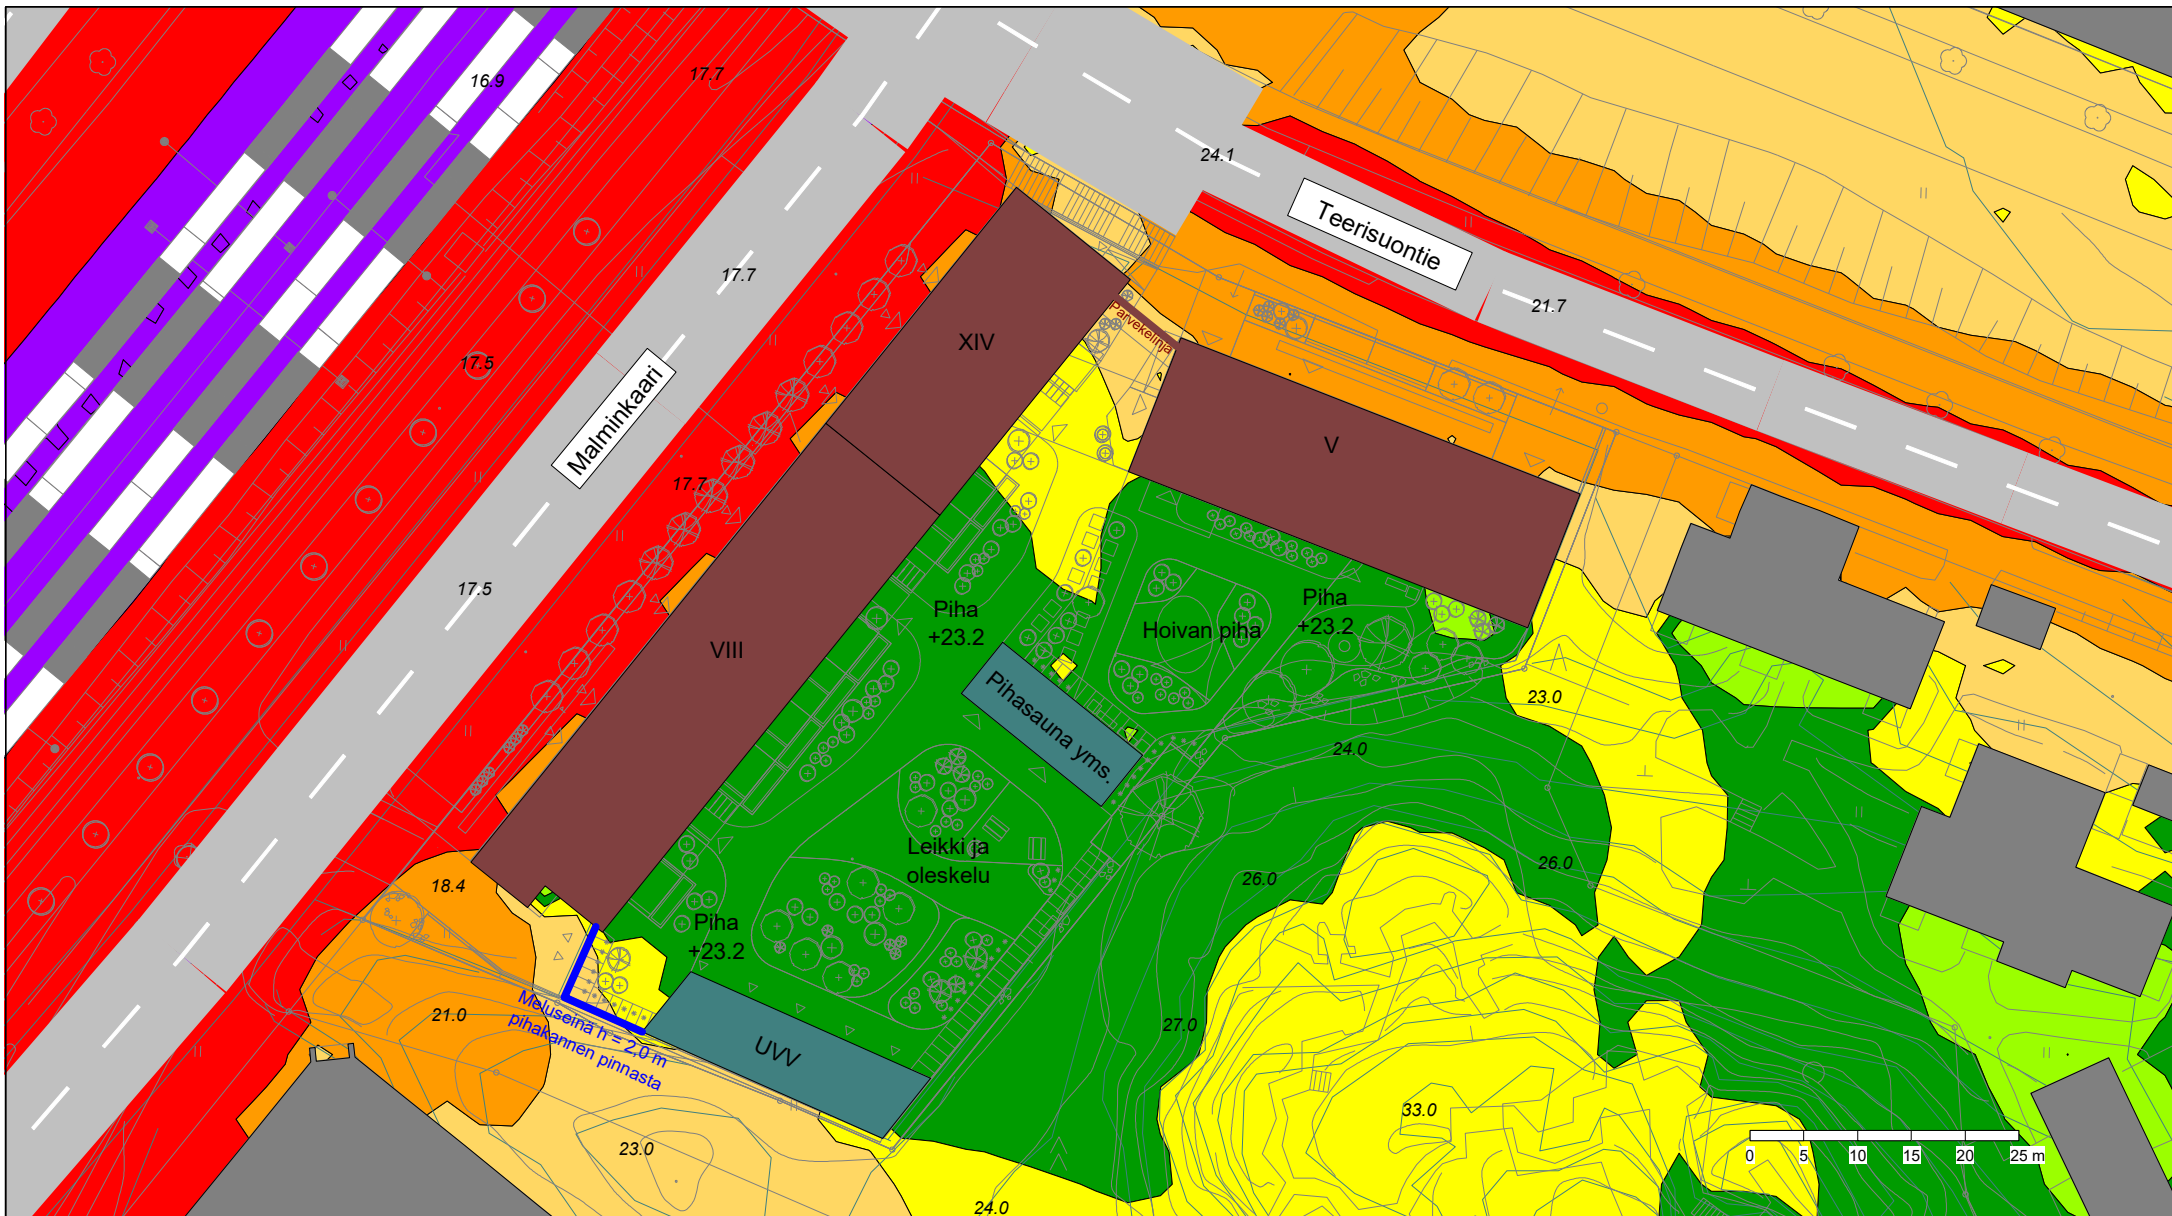 16.9
17.7
24.1
Teerisuontie
17.7
21.7
XIV
Parvekelinja
17.5
Malminkaari
V
17.7
17.5
Piha
+23.2
Piha
+23.2
Hoivan piha
VIII
Pihasauna yms.
23.0
24.0
Leikki ja
oleskelu
26.0
26.0
18.4
Piha
+23.2
21.0
Meluseinä h = 2,0 m
pihakannen pinnasta
27.0
UVV
33.0
23.0
0 5 10 15 20 25 m
24.0